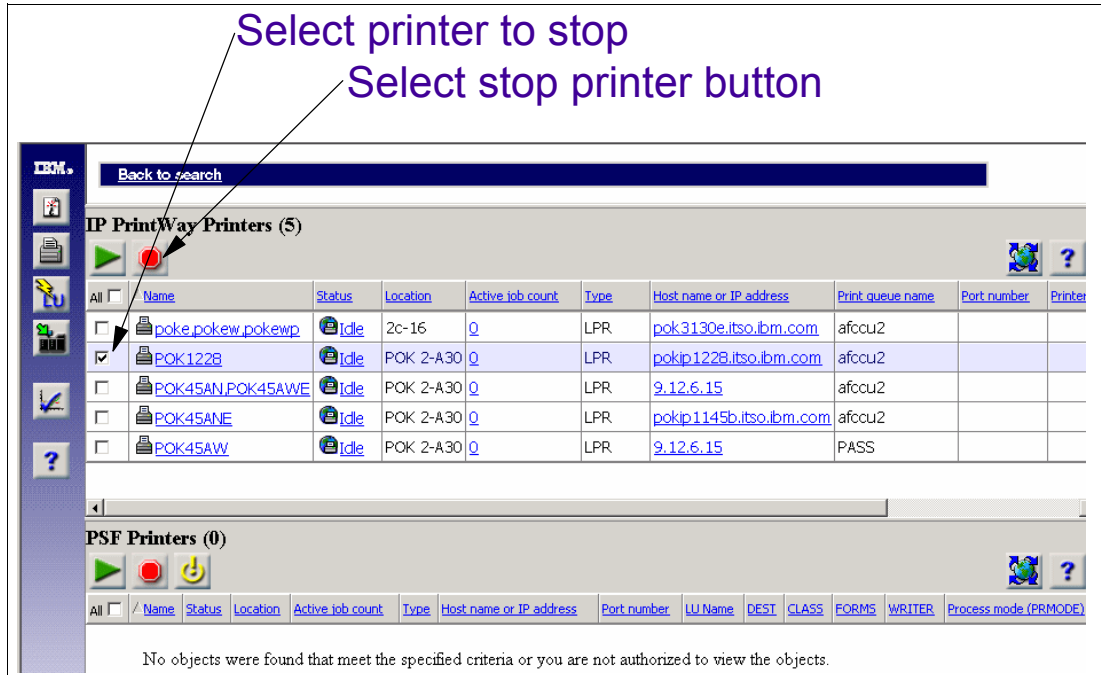 Select printer to stop
Select stop printer button
IBM®
Back to search
IP PrintWay Printers (5)
All Name Status Location Active job count Type Host name or IP address Print queue name Port number Printer
poke,pokew,pokewp Idle 2c-16 0 LPR pok3130e.itso.ibm.com afccu2
POK1228 Idle POK 2-A30 0 LPR pokip1228.itso.ibm.com afccu2
POK45AN,POK45AWE Idle POK 2-A30 0 LPR 9.12.6.15 afccu2
POK45ANE Idle POK 2-A30 0 LPR pokip1145b.itso.ibm.com afccu2
POK45AW Idle POK 2-A30 0 LPR 9.12.6.15 PASS
LU
?
?
PSF Printers (0)
?
All Name Status Location Active job count Type Host name or IP address Port number LU Name DEST CLASS FORMS WRITER Process mode (PRMODE)
No objects were found that meet the specified criteria or you are not authorized to view the objects.